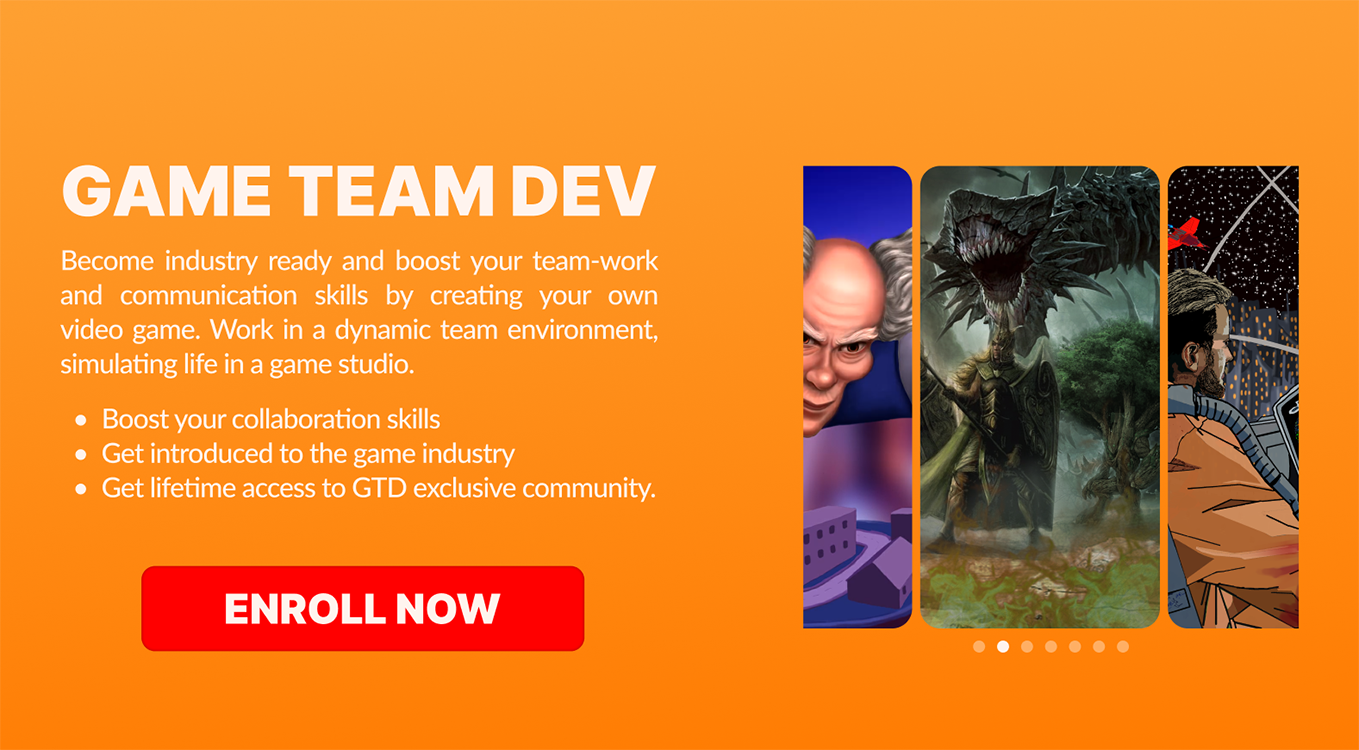 GAME TEAM DEV
Become industry ready and boost your team-work
and communication skills by creating your own
video game. Work in a dynamic team environment,
simulating life in a game studio.
• Boost your collaboration skills
• Get introduced to the game industry
• Get lifetime access to GTD exclusive community.
ENROLL NOW